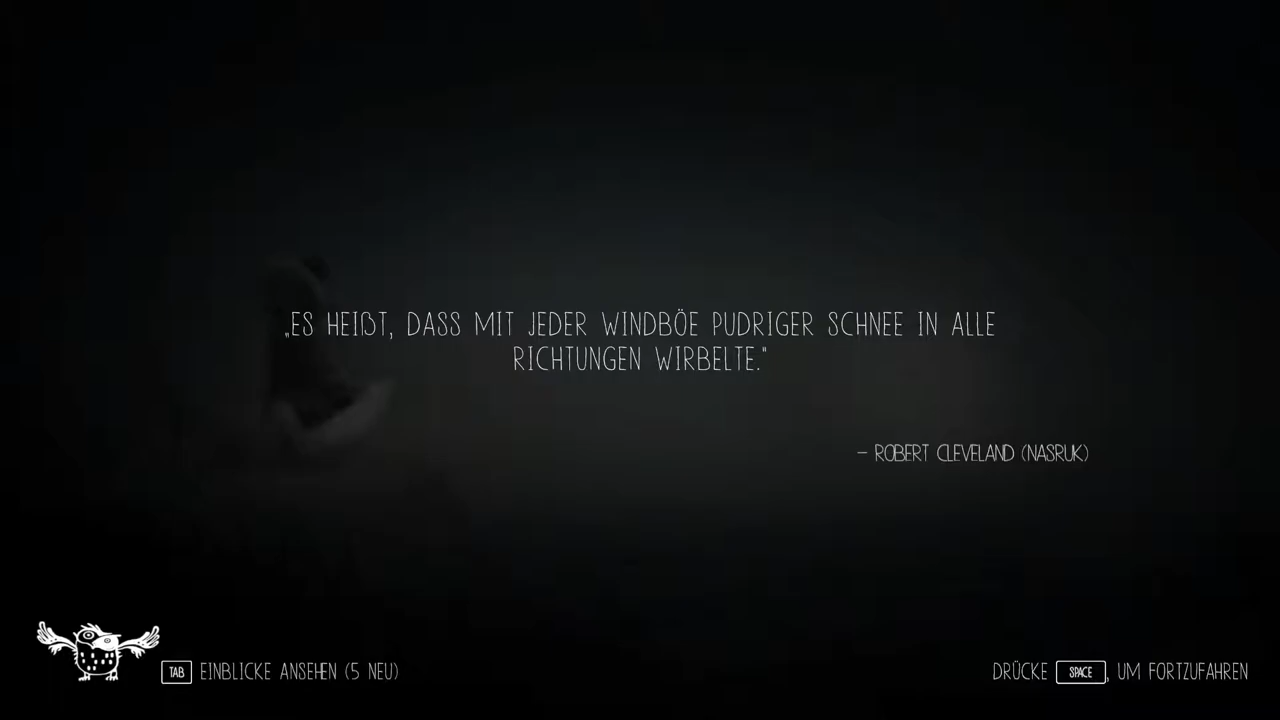 „ES HEIßT, DASS MIT JEDER WINDBÖE PUDRIGER SCHNEE IN ALLE
RICHTUNGEN WIRBELTE."
– ROBERT CLEVELAND (NASRUK)
TAB EINBLICKE ANSEHEN (5 NEU)
DRÜCKE SPACE, UM FORTZUFAHREN